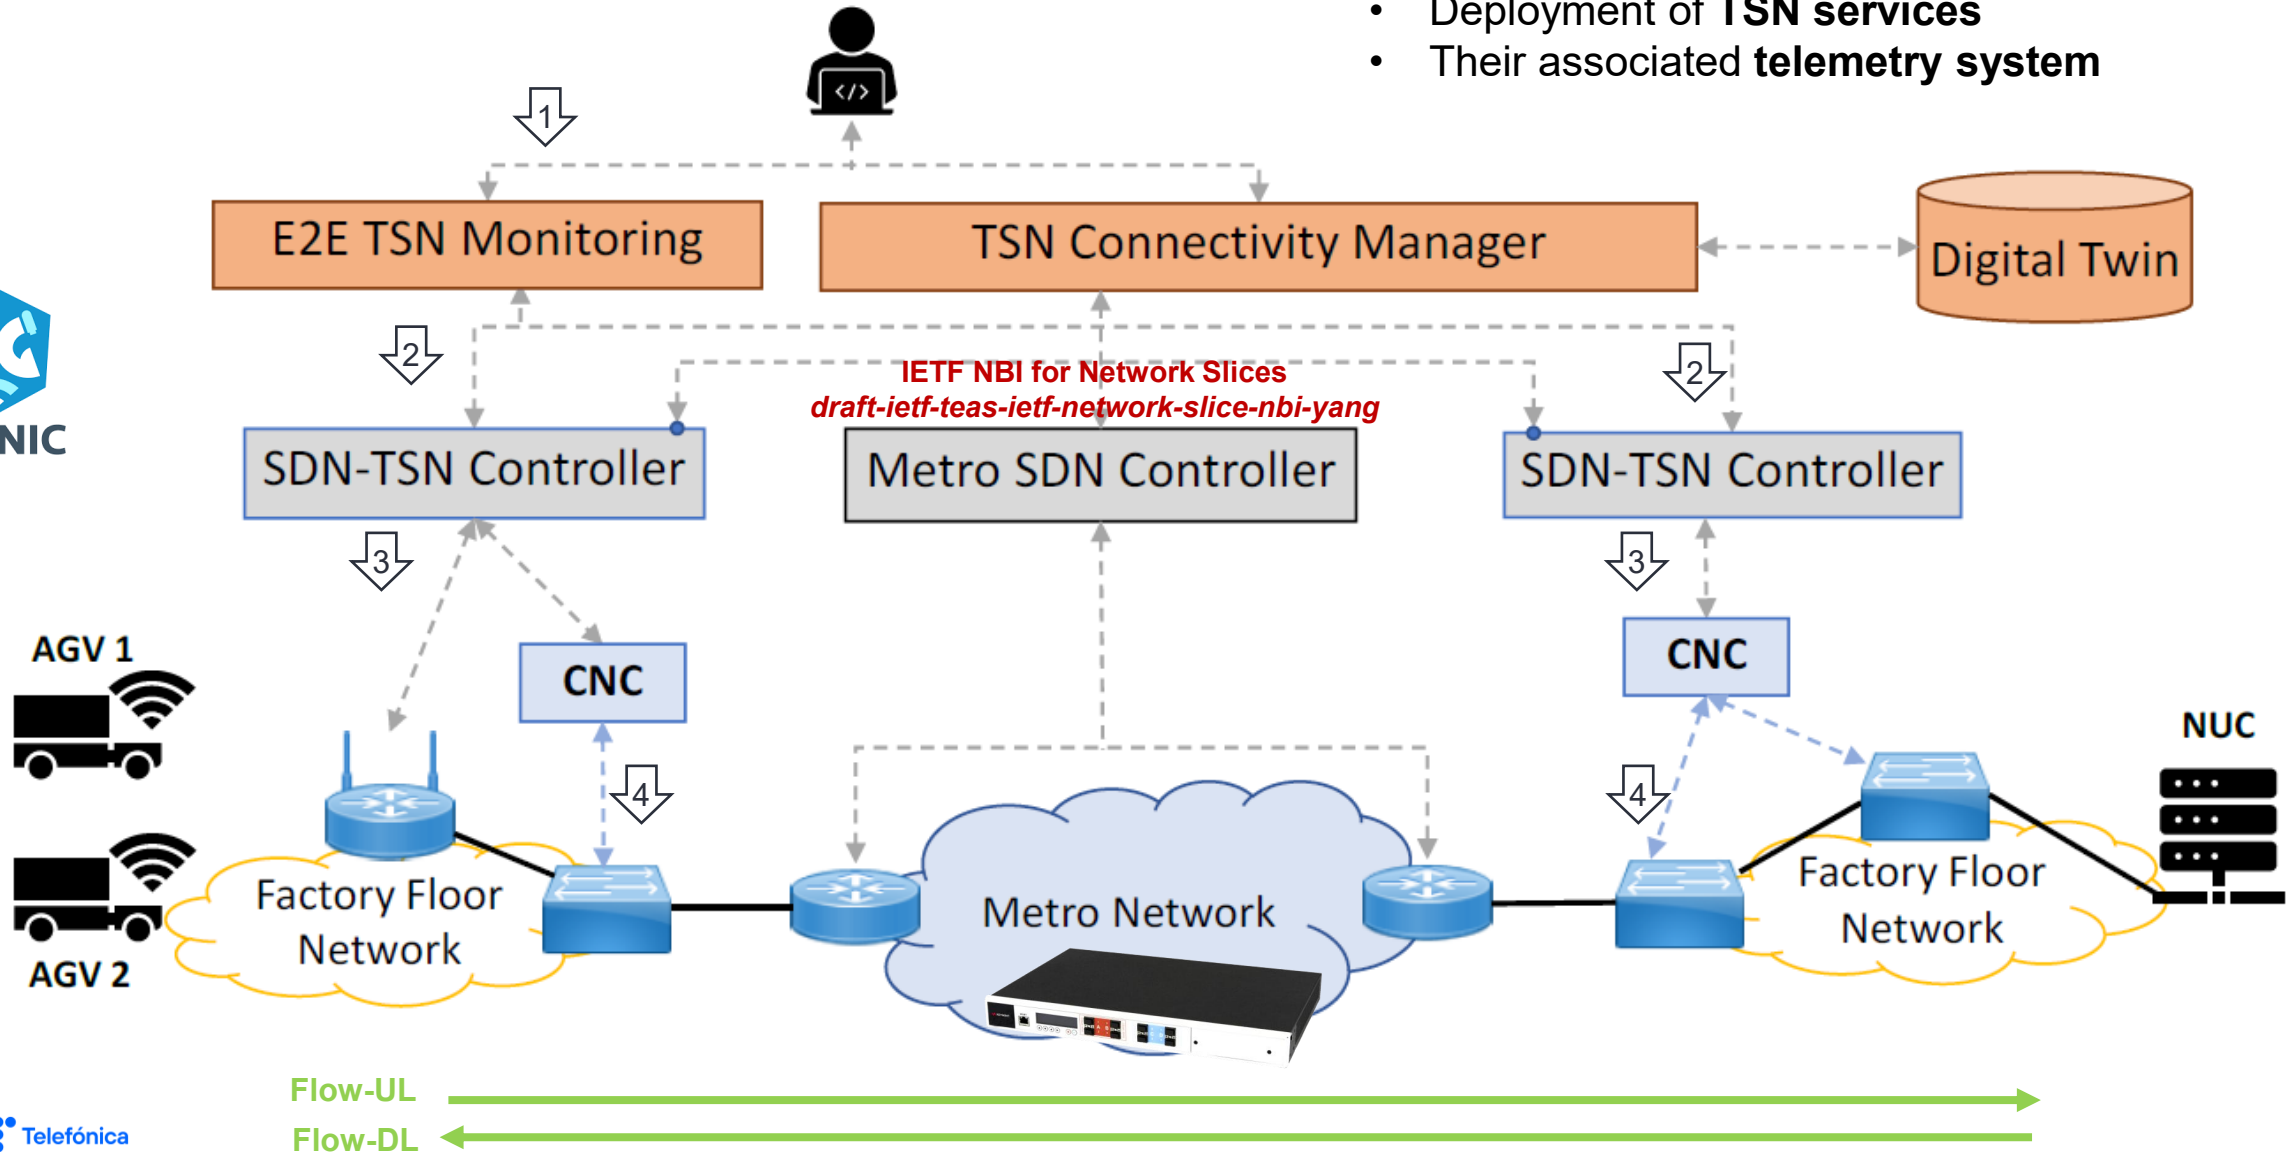 • Deployment of TSN services
• Their associated telemetry system
</>
1
E2E TSN Monitoring
TSN Connectivity Manager
Digital Twin
2
2
IETF NBI for Network Slices
draft-ietf-teas-ietf-network-slice-nbi-yang
NIC
SDN-TSN Controller
Metro SDN Controller
SDN-TSN Controller
3
3
AGV 1
CNC
CNC
NUC
4
4
Factory Floor
Network
Metro Network
Factory Floor
Network
AGV 2
Flow-UL
Flow-DL
Telefónica